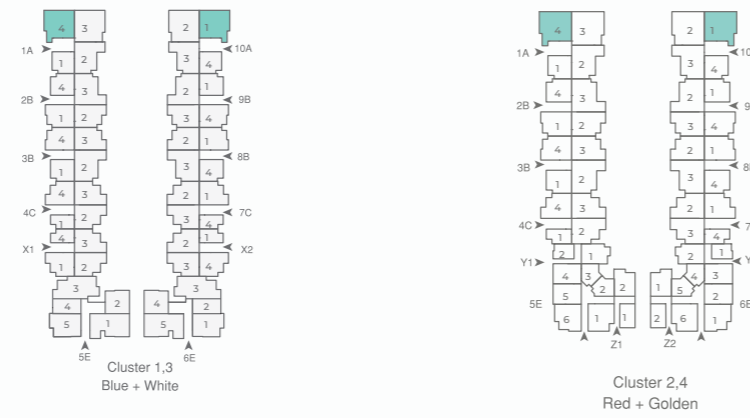 4 3 2 1 4 3 2 1
1A 10A 1A 10
1 2 3 4 1 2 3 4
4 3 2 1 4 3 2 1
2B 9B 2B 9
1 2 3 4 1 2 3 4
4 3 2 1 4 3 2 1
3B 8B 3B 8
1 2 3 4 1 2 3 4
4 3 2 1 4 3 2 1
4C 7C 4C 7
1 2 3 4 1 2 3 4
4 3 2 1 2 1 2 1
X1 X2 Y1 Y
1 2 3 4
3 3 4 3 4 3
4 2 4 2 5 2 2 1 5 2
5E 6E
5 1 5 1 6 1 1 2 6 1
5E 6E Z1 Z2
Cluster 1,3
Blue + White
Cluster 2,4
Red + Golden